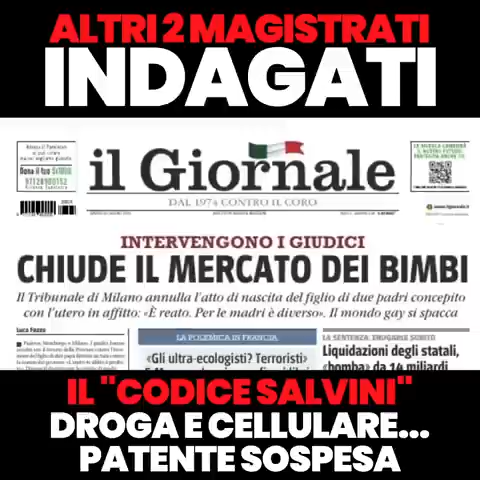 ALTRI 2 MAGISTRATI
INDAGATI
il Giornale
DAL 1974 CONTRO IL CORO
INTERVENGONO I GIUDICI
CHIUDE IL MERCATO DEI BIMBI
Il Tribunale di Milano annulla l'atto di nascita del figlio di due padri concepito
con l'utero in affitto: «È reato. Per le madri è diverso». Il mondo gay si spacca
Luca Fazzo
LA POLEMICA IN FRANCIA
«Gli ultra-ecologisti? Terroristi»
LA SENTENZA: EROGARLE SUBITO
Liquidazioni degli statali,
«bomba» da 14 miliardi
IL "CODICE SALVINI"
DROGA E CELLULARE...
PATENTE SOSPESA